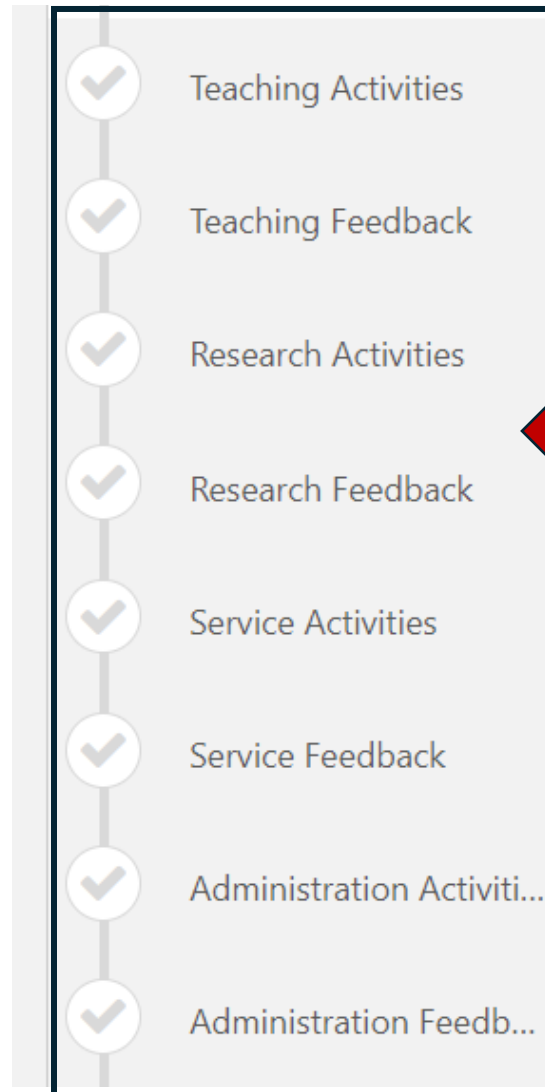 Teaching Activities
Teaching Feedback
Research Activities
Research Feedback
Service Activities
Service Feedback
Administration Activiti...
Administration Feedb...